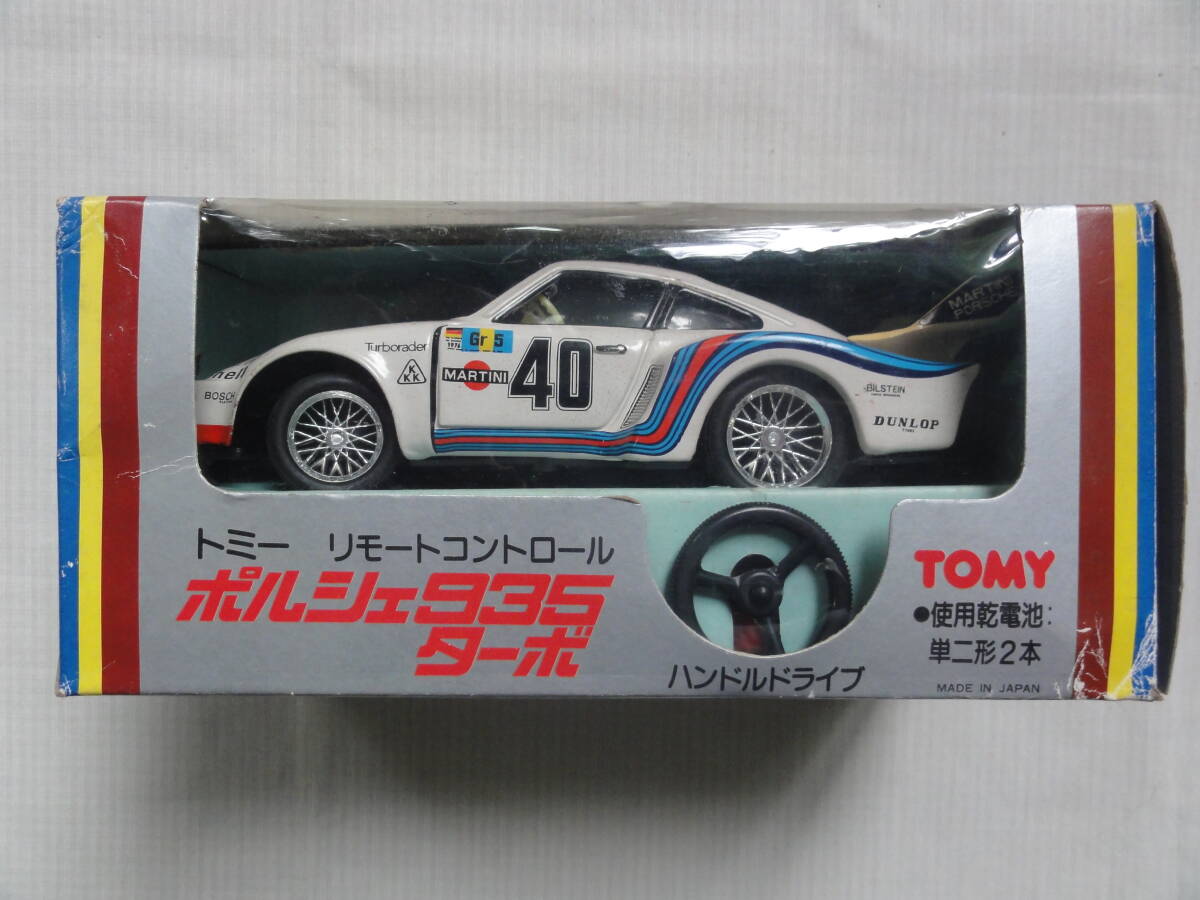 MARTINI
PORSCHE
Turborader
1976
Gr 5
K
KK
MARTINI
40
BOSCH
BILSTEIN
DUNLOP
トミー リモートコントロール
ポルシェ935
ターボ
ハンドルドライブ
TOMY
●使用乾電池:
単二形2本
MADE IN JAPAN